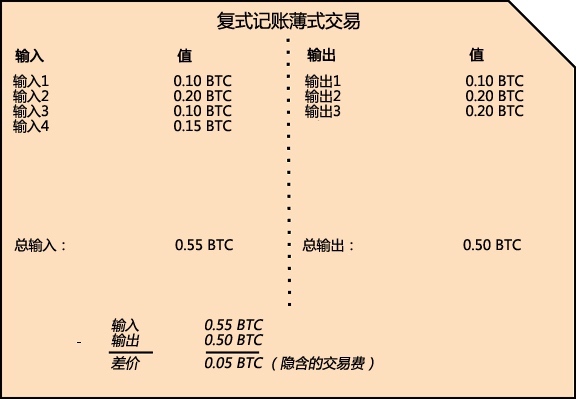 复式记账薄式交易
输入 值 输出 值
输入1 0.10 BTC 输出1 0.10 BTC
输入2 0.20 BTC 输出2 0.20 BTC
输入3 0.10 BTC 输出3 0.20 BTC
输入4 0.15 BTC
总输入： 0.55 BTC 总输出： 0.50 BTC
输入 0.55 BTC
- 输出 0.50 BTC
差价 0.05 BTC（隐含的交易费）